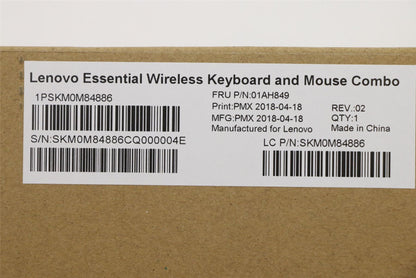 Lenovo Essential Wireless Keyboard and Mouse Combo
1PSKM0M84886
FRU P/N:01AH849
Print:PMX 2018-04-18
REV.:02
MFG:PMX 2018-04-18
QTY:1
Manufactured for Lenovo
Made in China
S/N:SKM0M84886CQ000004E
LC P/N:SKM0M84886